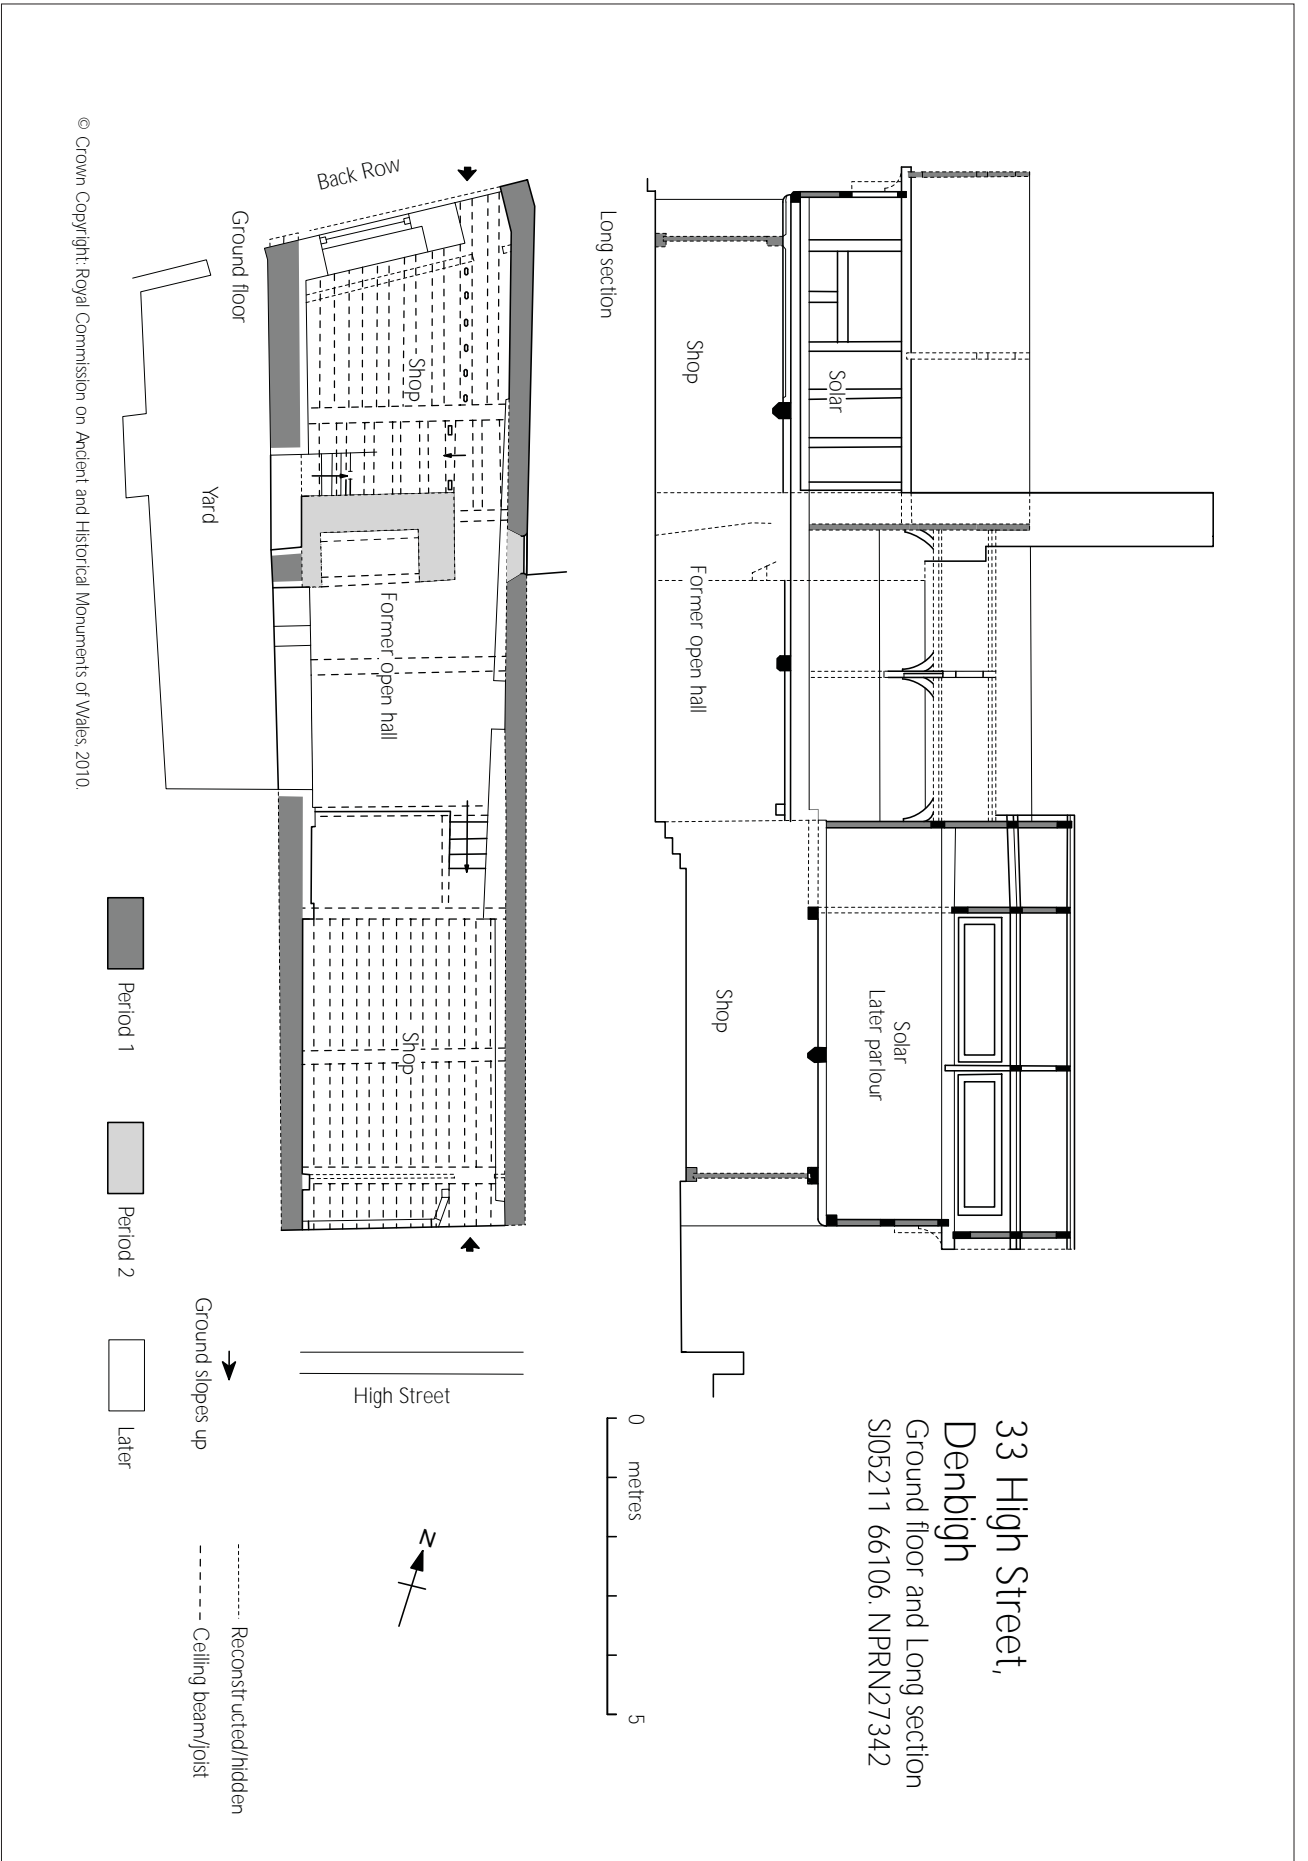 33 High Street,
Denbigh
Ground floor and Long section
SJ05211 66106. NPRN27342
Solar
Shop
Former open hall
Solar
Later parlour
Shop
Long section
0 metres 5
Back Row
Shop
Former open hall
Shop
High Street
N
Ground floor
Yard
Ground slopes up
Reconstructed/hidden
Ceiling beam/joist
Period 1
Period 2
Later
© Crown Copyright: Royal Commission on Ancient and Historical Monuments of Wales, 2010.